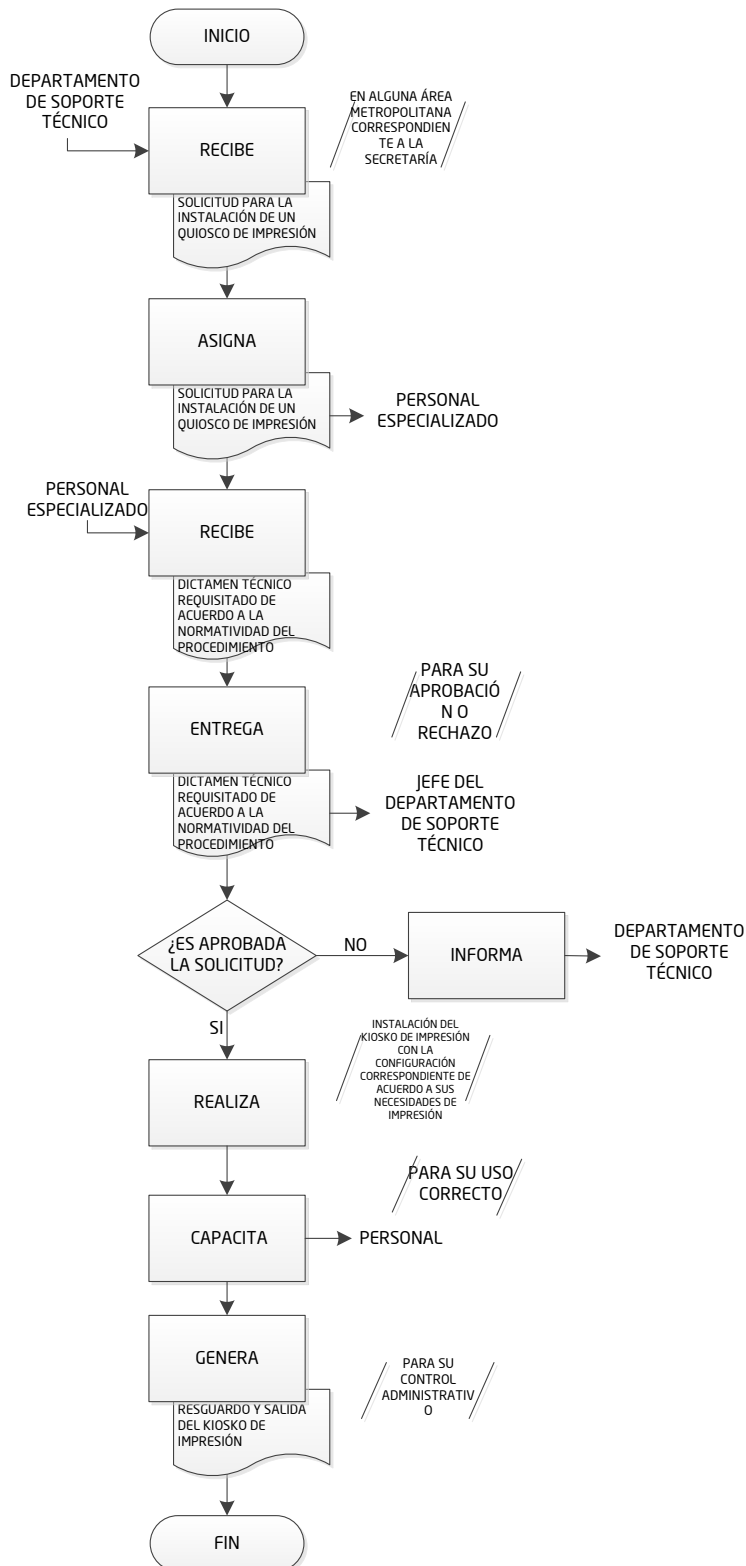 INICIO
DEPARTAMENTO
DE SOPORTE
TÉCNICO
EN ALGUNA ÁREA
METROPOLITANA
CORRESPONDIEN
TE A LA
SECRETARÍA
RECIBE
SOLICITUD PARA LA
INSTALACIÓN DE UN
QUIOSCO DE IMPRESIÓN
ASIGNA
SOLICITUD PARA LA
INSTALACIÓN DE UN
QUIOSCO DE IMPRESIÓN
PERSONAL
ESPECIALIZADO
PERSONAL
ESPECIALIZADO
RECIBE
DICTAMEN TÉCNICO
REQUISITADO DE
ACUERDO A LA
NORMATIVIDAD DEL
PROCEDIMIENTO
PARA SU
APROBACIÓ
N O
RECHAZO
ENTREGA
DICTAMEN TÉCNICO
REQUISITADO DE
ACUERDO A LA
NORMATIVIDAD DEL
PROCEDIMIENTO
JEFE DEL
DEPARTAMENTO
DE SOPORTE
TÉCNICO
¿ES APROBADA
LA SOLICITUD?
NO
INFORMA
DEPARTAMENTO
DE SOPORTE
TÉCNICO
SI
INSTALACIÓN DEL
KIOSKO DE IMPRESIÓN
CON LA
CONFIGURACIÓN
CORRESPONDIENTE DE
ACUERDO A SUS
NECESIDADES DE
IMPRESIÓN
REALIZA
PARA SU USO
CORRECTO
CAPACITA
PERSONAL
GENERA
PARA SU
CONTROL
ADMINISTRATIV
O
RESGUARDO Y SALIDA
DEL KIOSKO DE
IMPRESIÓN
FIN